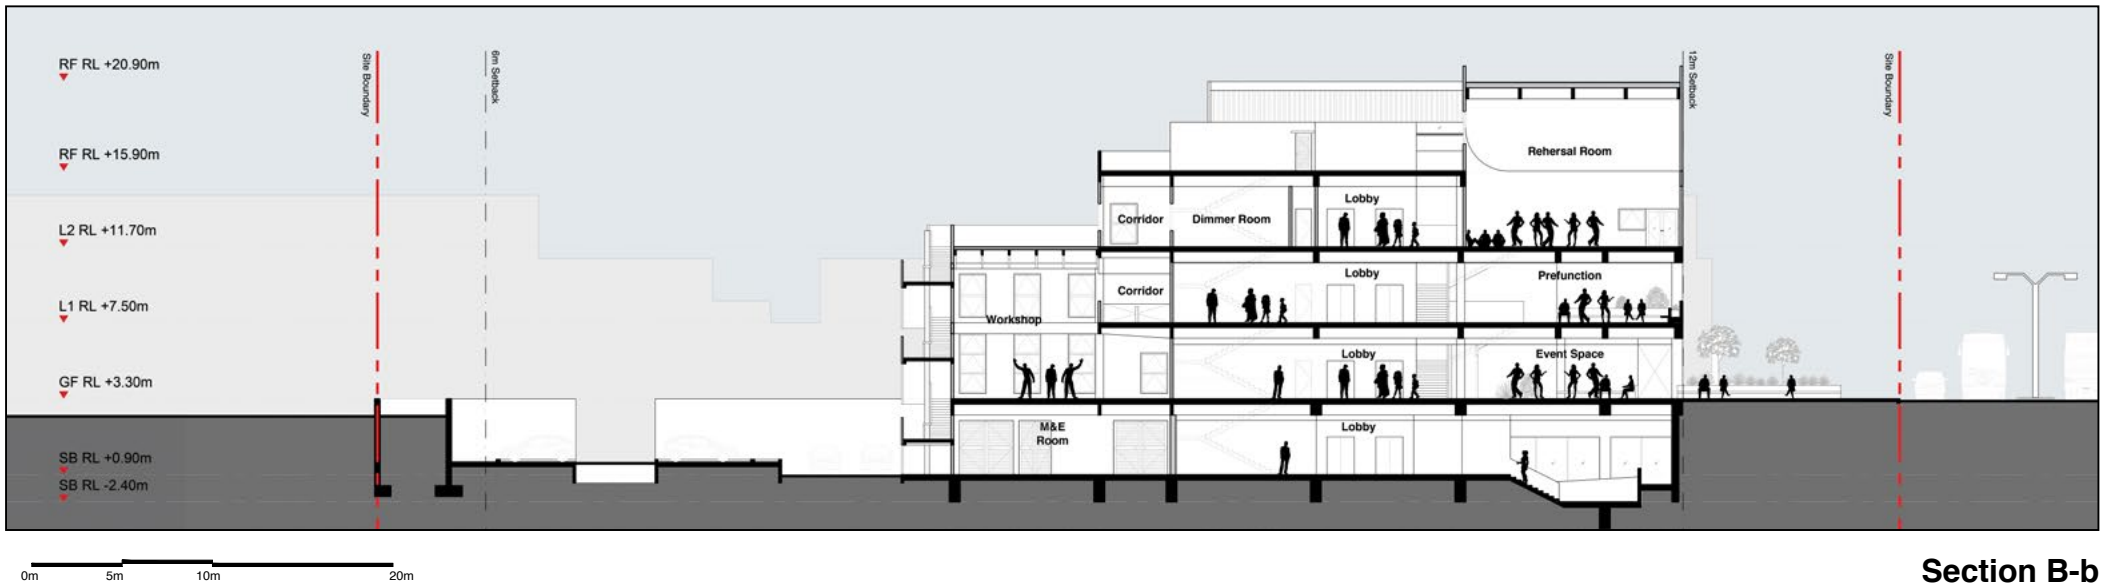 Site Boundary
6m Setback
12m Setback
Site Boundary
RF RL +20.90m
RF RL +15.90m
L2 RL +11.70m
L1 RL +7.50m
GF RL +3.30m
SB RL +0.90m
SB RL -2.40m
Rehersal Room
Lobby
Corridor
Dimmer Room
Lobby
Prefunction
Corridor
Workshop
Lobby
Event Space
M&E
Room
Lobby
0m 5m 10m 20m
Section B-b